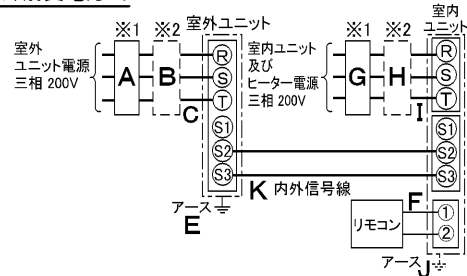 ※1
※2
室外ユニット
室外
ユニット電源
三相 200V
A
B
C
R
S
T
S1
S2
S3
アース
E
※1
※2
室内
ユニット
室内ユニット
及び
ヒーター電源
三相 200V
G
H
I
R
S
T
S1
S2
S3
K 内外信号線
リモコン
F
①
②
アース
J